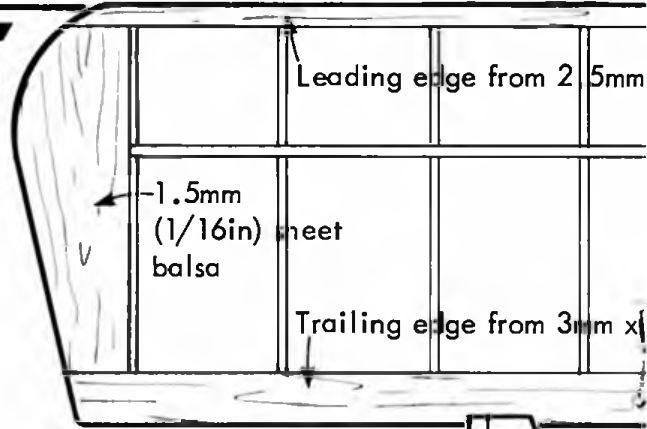 Leading edge from 2.5mm
1.5mm
(1/16in) sheet
balsa
Trailing edge from 3mm x